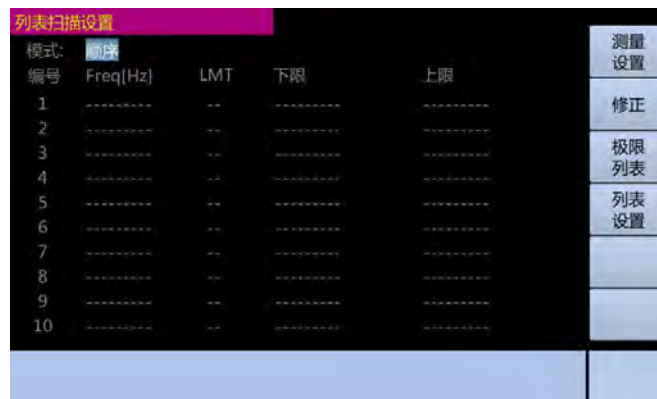 列表扫描设置
模式: 顺序
编号 Freq[Hz] LMT 下限 上限
1 --------- -- --------- ---------
2 --------- -- --------- ---------
3 --------- -- --------- ---------
4 --------- -- --------- ---------
5 --------- -- --------- ---------
6 --------- -- --------- ---------
7 --------- -- --------- ---------
8 --------- -- --------- ---------
9 --------- -- --------- ---------
10 --------- -- --------- ---------
测量
设置
修正
极限
列表
列表
设置